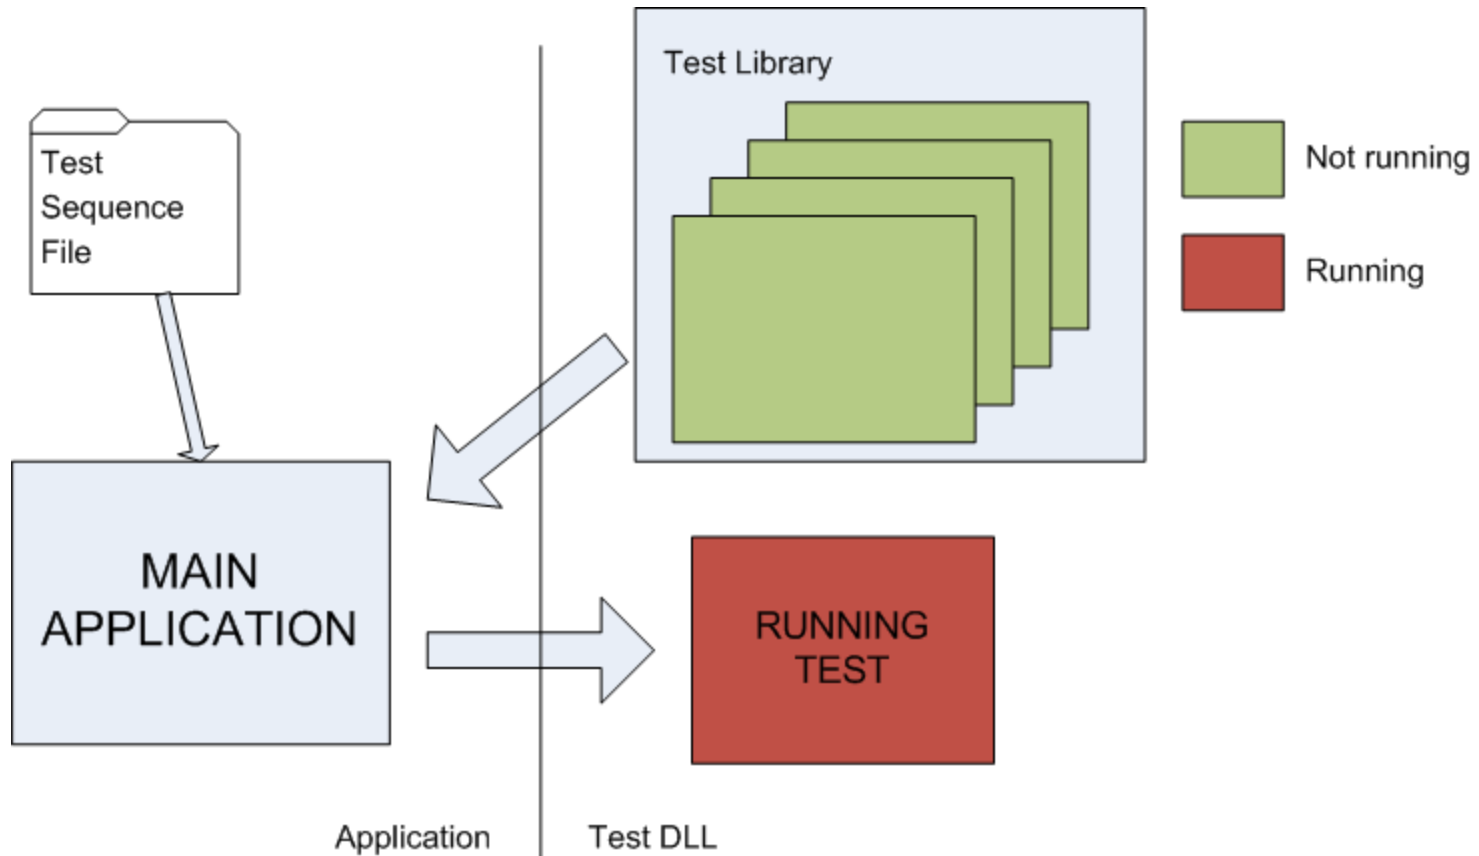 Test Library
Test
Sequence
File
Not running
Running
MAIN
APPLICATION
RUNNING
TEST
Application
Test DLL